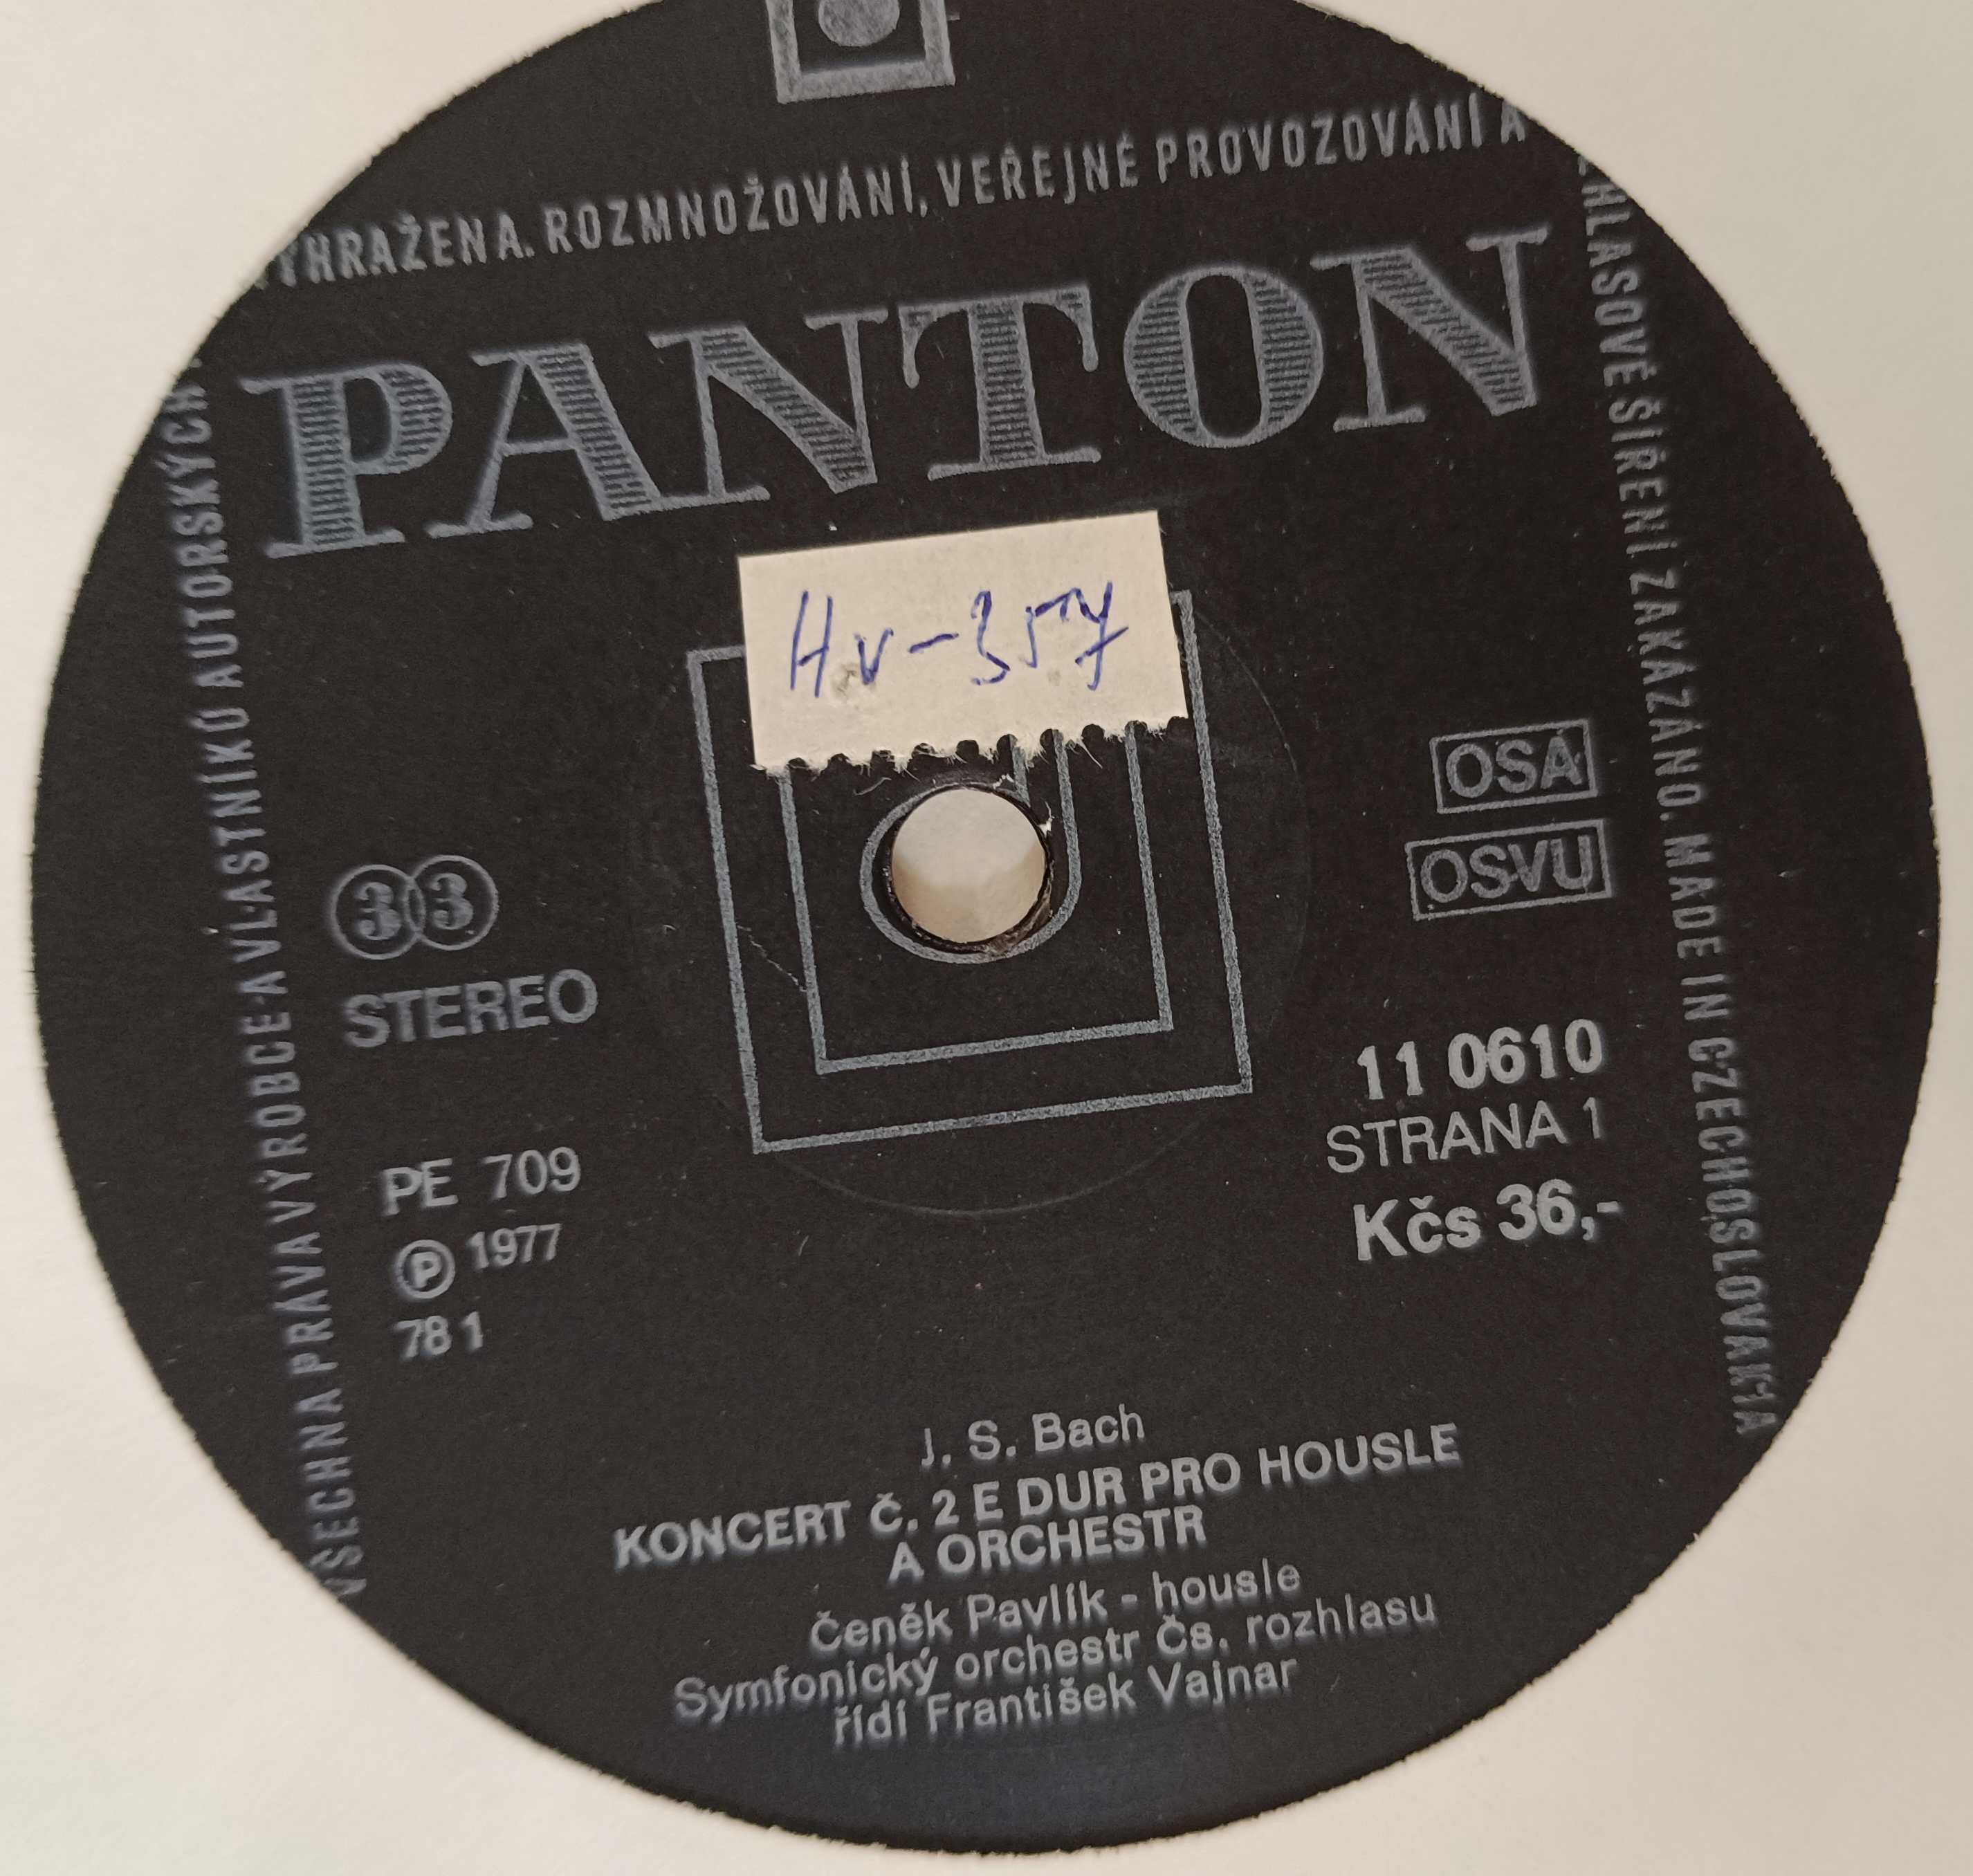 VŠECHNA PRÁVA VÝROBCE A VLASTNÍKŮ AUTORSKÝCH
VYHRAŽENA. ROZMNOŽOVÁNÍ, VEŘEJNÉ PROVOZOVÁNÍ A
ZHLASOVÉ ŠÍŘENÍ ZAKÁZÁNO. MADE IN CZECHOSLOVAKIA
PANTON
Hv-357
OSA
OSVU
33
STEREO
11 0610
STRANA 1
Kčs 36,-
PE 709
Ⓟ 1977
78 1
J. S. Bach
KONCERT Č. 2 E DUR PRO HOUSLE
A ORCHESTR
Čeněk Pavlík - housle
Symfonický orchestr Čs. rozhlasu
řídí František Vajnar